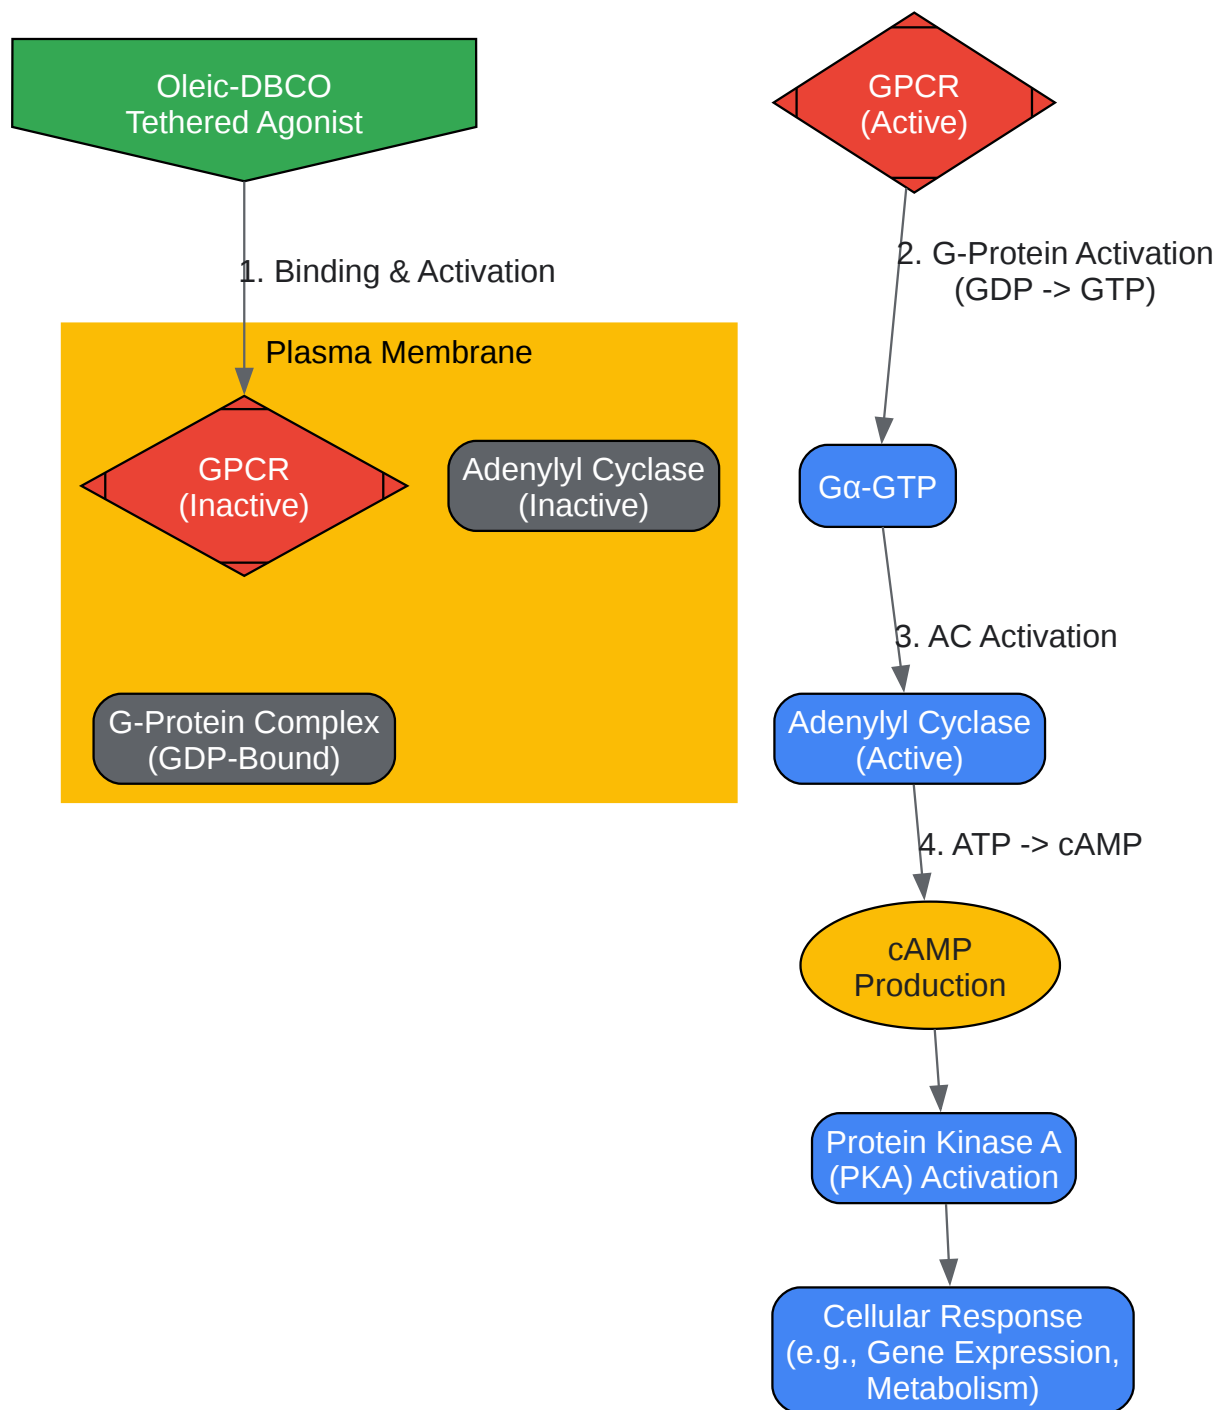 Oleic-DBCO
Tethered Agonist
1. Binding & Activation
Plasma Membrane
GPCR
(Inactive)
Adenylyl Cyclase
(Inactive)
G-Protein Complex
(GDP-Bound)
GPCR
(Active)
2. G-Protein Activation
(GDP -> GTP)
Gα-GTP
3. AC Activation
Adenylyl Cyclase
(Active)
4. ATP -> cAMP
cAMP
Production
Protein Kinase A
(PKA) Activation
Cellular Response
(e.g., Gene Expression,
Metabolism)